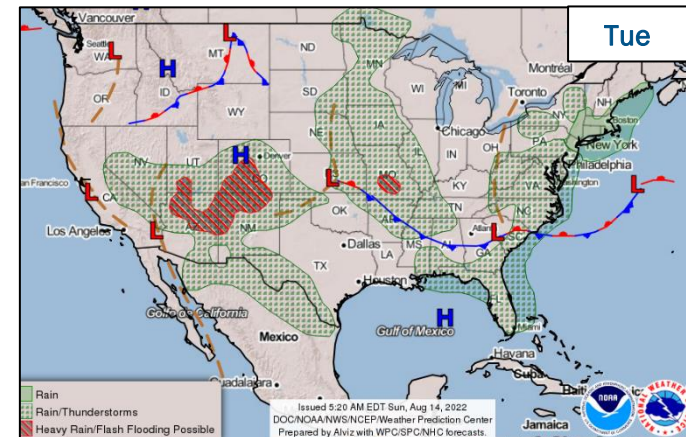 Tue
Vancouver
Seattle
WA
MT
ND
MN
Montréal
OR
ID
WY
SD
WI
MI
Toronto
NY
NH
Boston
NE
IA
Chicago
PA
New York
NV
UT
Denver
CO
IL
IN
OH
Philadelphia
San Francisco
CA
MO
KY
VA
Washington
Los Angeles
AZ
NM
OK
AR
TN
NC
Dallas
MS
AL
Atlanta
GA
SC
TX
LA
Houston
FL
Golfo de California
Mexico
Gulf of Mexico
Miami
Havana
Cuba
Guadalajara
Jamaica
H
H
H
L
L
L
L
L
L
L
Rain
Rain/Thunderstorms
Heavy Rain/Flash Flooding Possible
Issued 5:20 AM EDT Sun, Aug 14, 2022
DOC/NOAA/NWS/NCEP/Weather Prediction Center
Prepared by Alviz with WPC/SPC/NHC forecasts.
NOAA